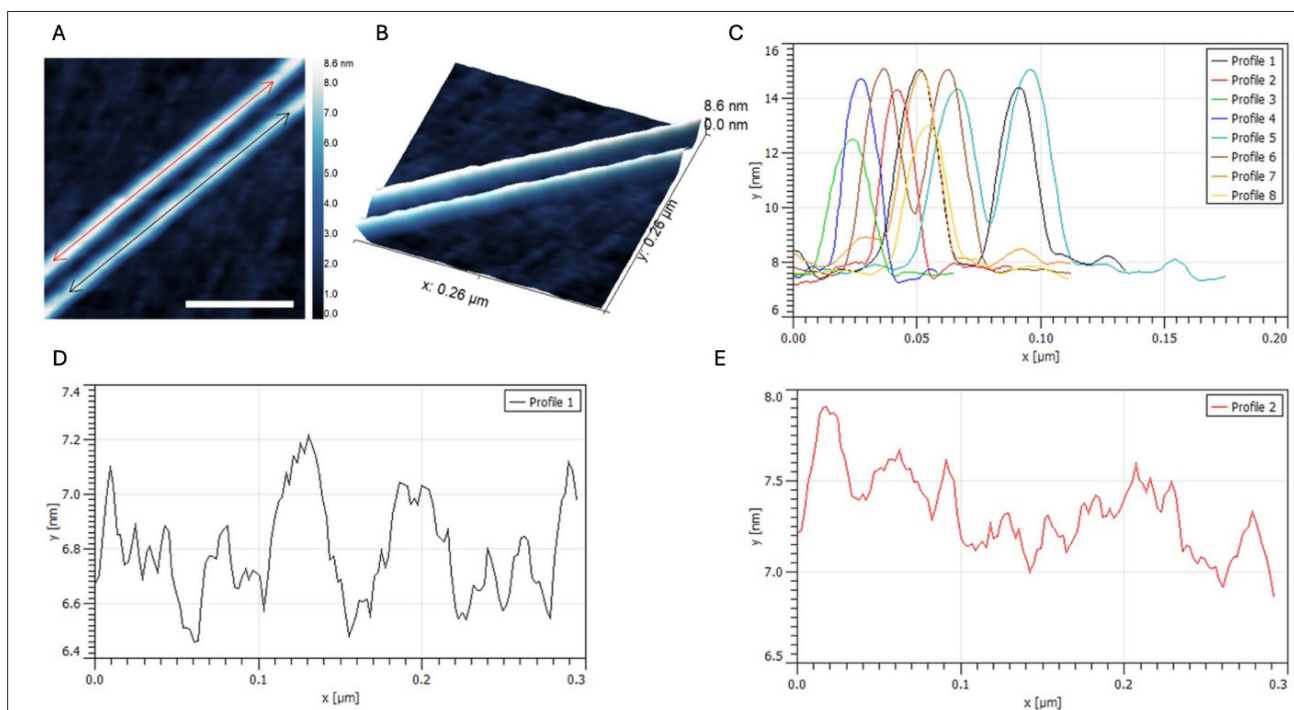 A
8.6 nm
8.0
7.0
6.0
5.0
4.0
3.0
2.0
1.0
0.0
B
8.6 nm
0.0 nm
x: 0.26 µm
y: 0.26 µm
C
16
14
12
10
8
6
y [nm]
0.00
0.05
0.10
0.15
0.20
x [µm]
Profile 1
Profile 2
Profile 3
Profile 4
Profile 5
Profile 6
Profile 7
Profile 8
D
7.4
7.2
7.0
6.8
6.6
6.4
y [nm]
0.0
0.1
0.2
0.3
x [µm]
Profile 1
E
8.0
7.5
7.0
6.5
y [nm]
0.0
0.1
0.2
0.3
x [µm]
Profile 2